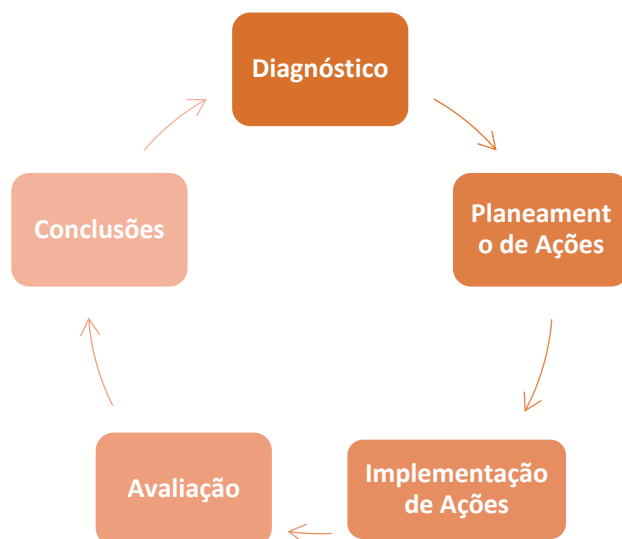 Diagnóstico
Planeament
o de Ações
Implementação
de Ações
Avaliação
Conclusões